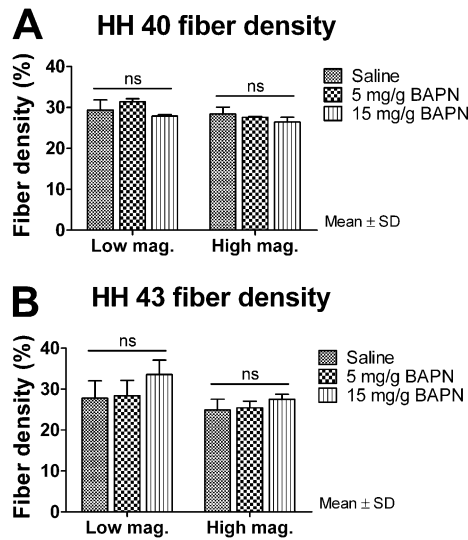 A
HH 40 fiber density
Fiber density (%)
40
30
20
10
0
ns
ns
Low mag.
High mag.
Saline
5 mg/g BAPN
15 mg/g BAPN
Mean ± SD
B
HH 43 fiber density
Fiber density (%)
40
30
20
10
0
ns
ns
Low mag.
High mag.
Saline
5 mg/g BAPN
15 mg/g BAPN
Mean ± SD